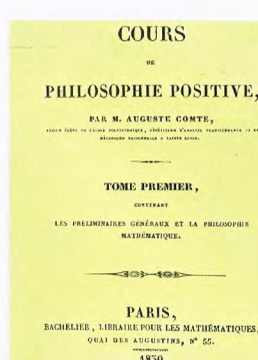 COURS
DE
PHILOSOPHIE POSITIVE,
PAR M. AUGUSTE COMTE,
TOME PREMIER,
CONTENANT
LES PRÉLIMINAIRES GÉNÉRAUX ET LA PHILOSOPHIE
MATHÉMATIQUE.
PARIS,
BACHELIER, LIBRAIRE POUR LES MATHÉMATIQUES,
QUAI DES AUGUSTINS, N° 55.
1830